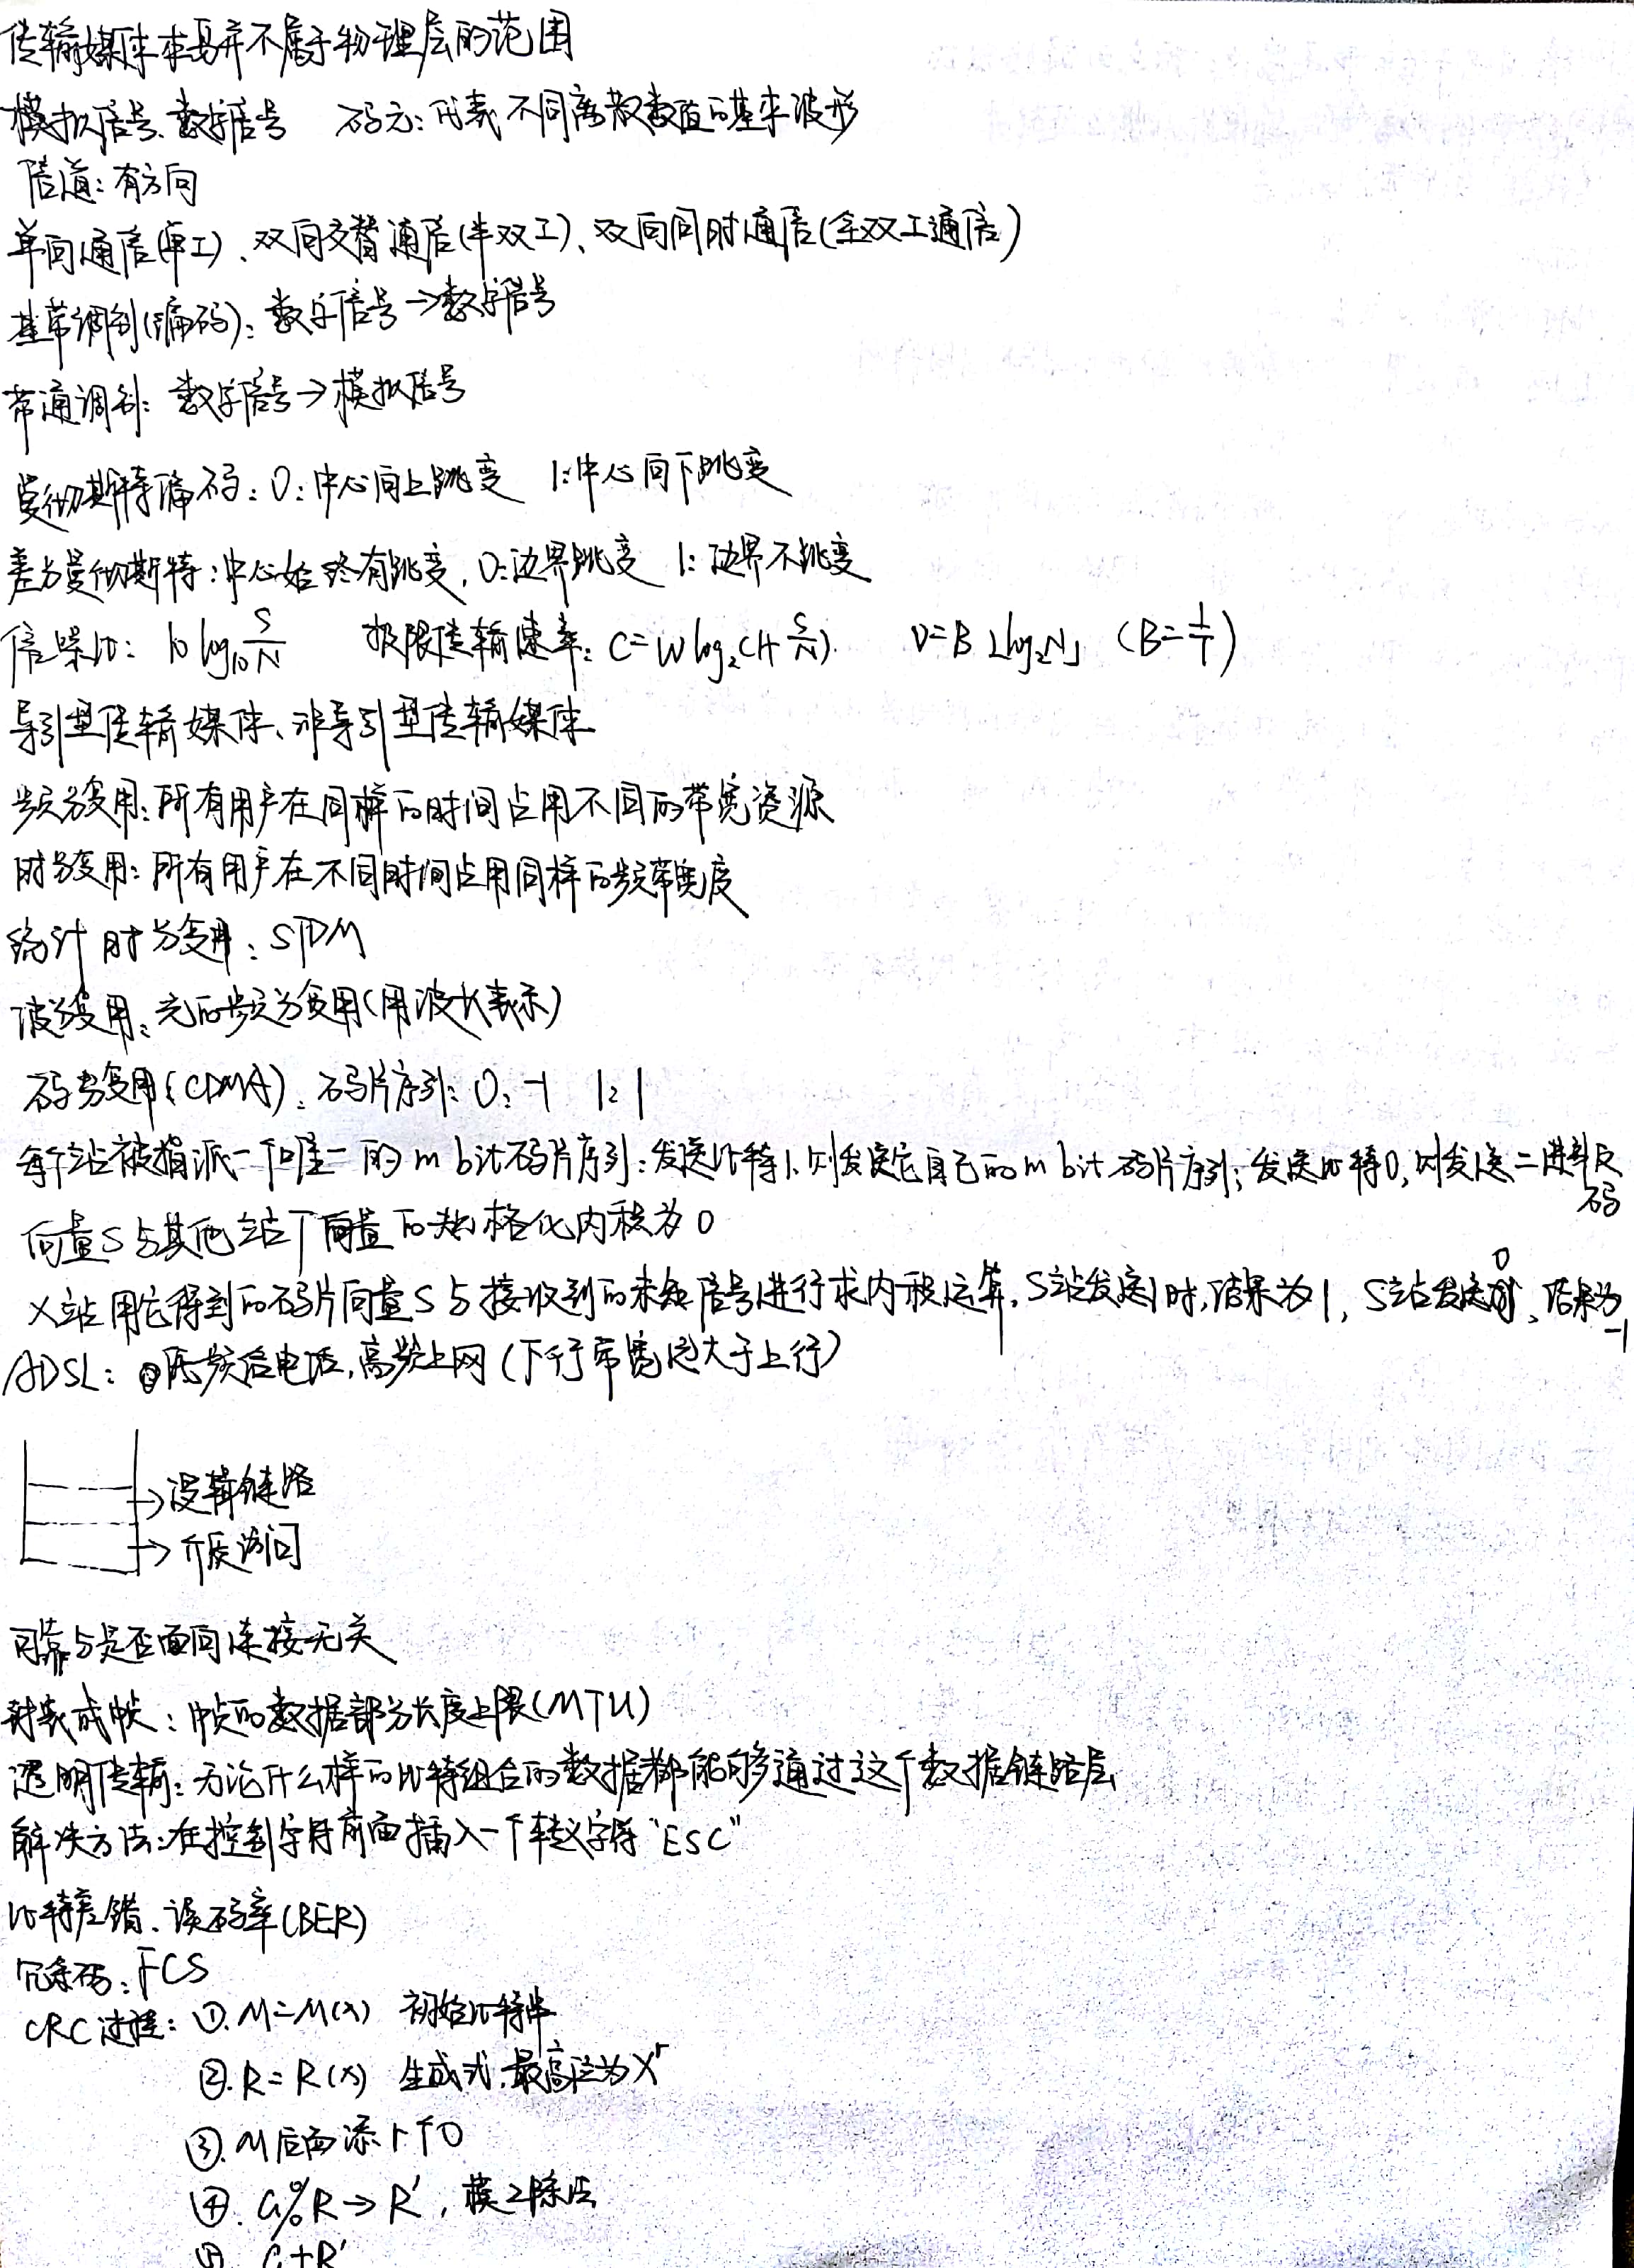 传输媒体本身并不属于物理层的范围
模拟信号、数字信号 码元:代表不同离散数值的基本波形
信道:有方向
单向通信(单工)、双向交替通信(半双工)、双向同时通信(全双工通信)
基带调制(编码):数字信号→数字信号
带通调制:数字信号→模拟信号
曼彻斯特编码:0:中心向上跳变 1:中心向下跳变
差分曼彻斯特:中心始终有跳变,0:边界跳变 1:边界不跳变
信噪比:10 log₁₀ S/N 极限传输速率:C=W log₂(1+S/N). V=B⌊log₂N⌋ (B=1/T)
导引型传输媒体、非导引型传输媒体
频分复用:所有用户在同样的时间占用不同的带宽资源
时分复用:所有用户在不同时间占用同样的频带宽度
统计时分复用:STDM
波分复用:光的频分复用(用波长表示)
码分复用(CDMA):码片序列:0:-1 1:1
每个站被指派一个唯一的m bit码片序列:发送比特1,则发送它自己的m bit码片序列;发送比特0,则发送二进制反码
向量S与其他站T向量的规格化内积为0
X站用它得到的码片向量S与接收到的未知信号进行求内积运算,S站发送1时,结果为1,S站发送0时,结果为-1
ADSL:低频给电话,高频上网(下行带宽远大于上行)
→逻辑链路
→介质访问
可靠与是否面向连接无关
封装成帧:帧的数据部分长度上限(MTU)
透明传输:无论什么样的比特组合的数据都能够通过这个数据链路层
解决方法:在控制字符前面插入一个转义字符"ESC"
比特差错、误码率(BER)
冗余码:FCS
CRC过程:①.M=M(x) 初始比特串
②.R=R(x) 生成式,最高位为Xʳ
③.M后面添r个0
④.G%R→R′,模2除法
⑤.G+R′